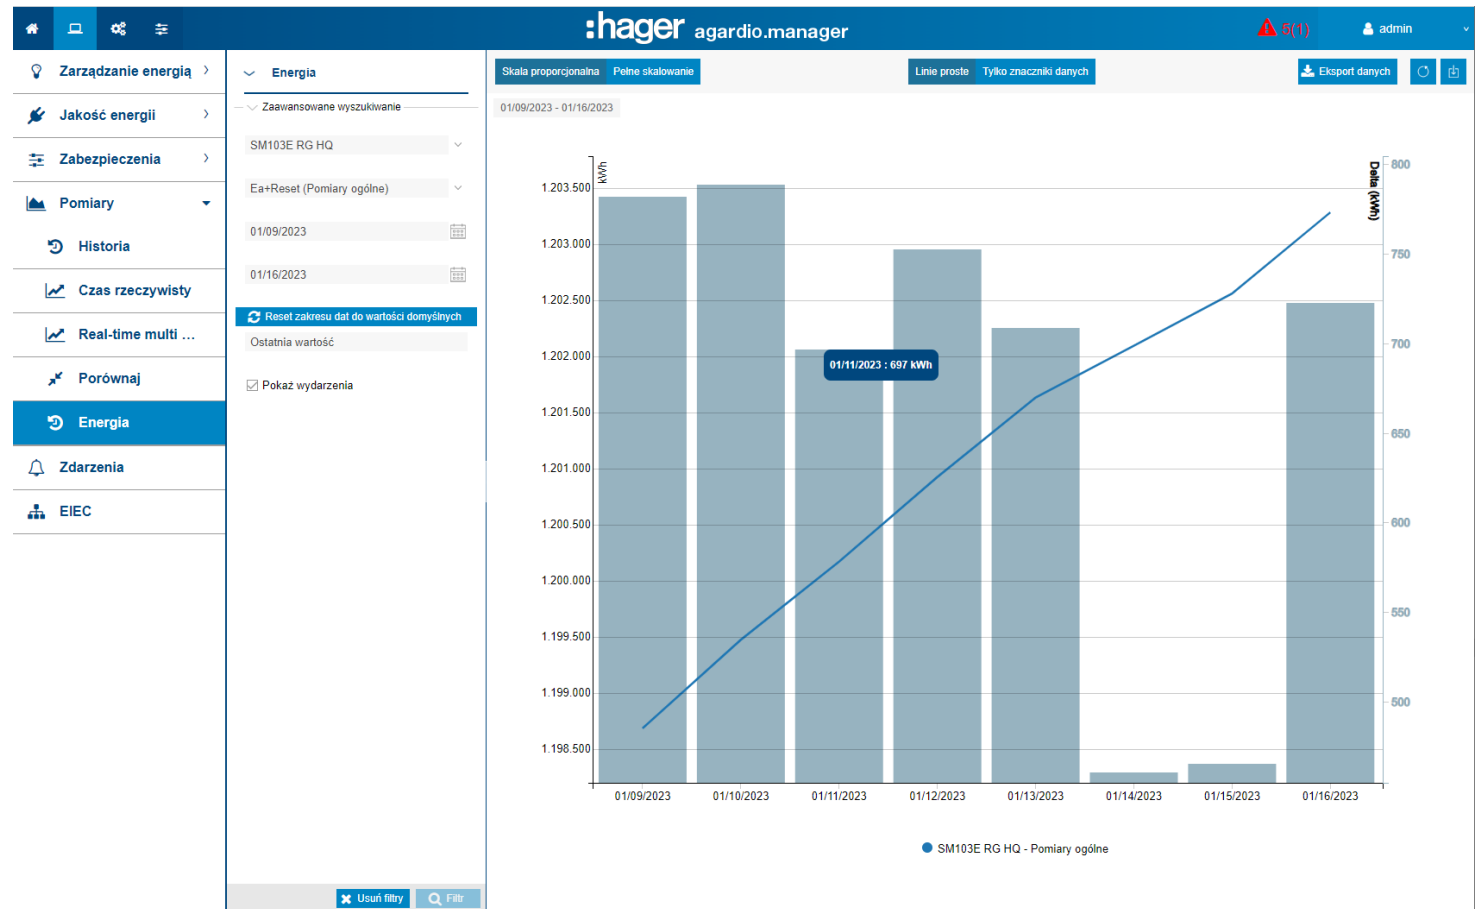 :hager agardio.manager
5(1)
admin
Zarządzanie energią
Jakość energii
Zabezpieczenia
Pomiary
Historia
Czas rzeczywisty
Real-time multi ...
Porównaj
Energia
Zdarzenia
EIEC
Energia
Zaawansowane wyszukiwanie
SM103E RG HQ
Ea+Reset (Pomiary ogólne)
01/09/2023
01/16/2023
Reset zakresu dat do wartości domyślnych
Ostatnia wartość
Pokaż wydarzenia
Usuń filtry
Filtr
Skala proporcjonalna
Pełne skalowanie
Linie proste
Tylko znaczniki danych
Eksport danych
01/09/2023 - 01/16/2023
kWh
1.203.500
1.203.000
1.202.500
1.202.000
1.201.500
1.201.000
1.200.500
1.200.000
1.199.500
1.199.000
1.198.500
01/11/2023 : 697 kWh
Delta (kWh)
800
750
700
650
600
550
500
01/09/2023
01/10/2023
01/11/2023
01/12/2023
01/13/2023
01/14/2023
01/15/2023
01/16/2023
SM103E RG HQ - Pomiary ogólne